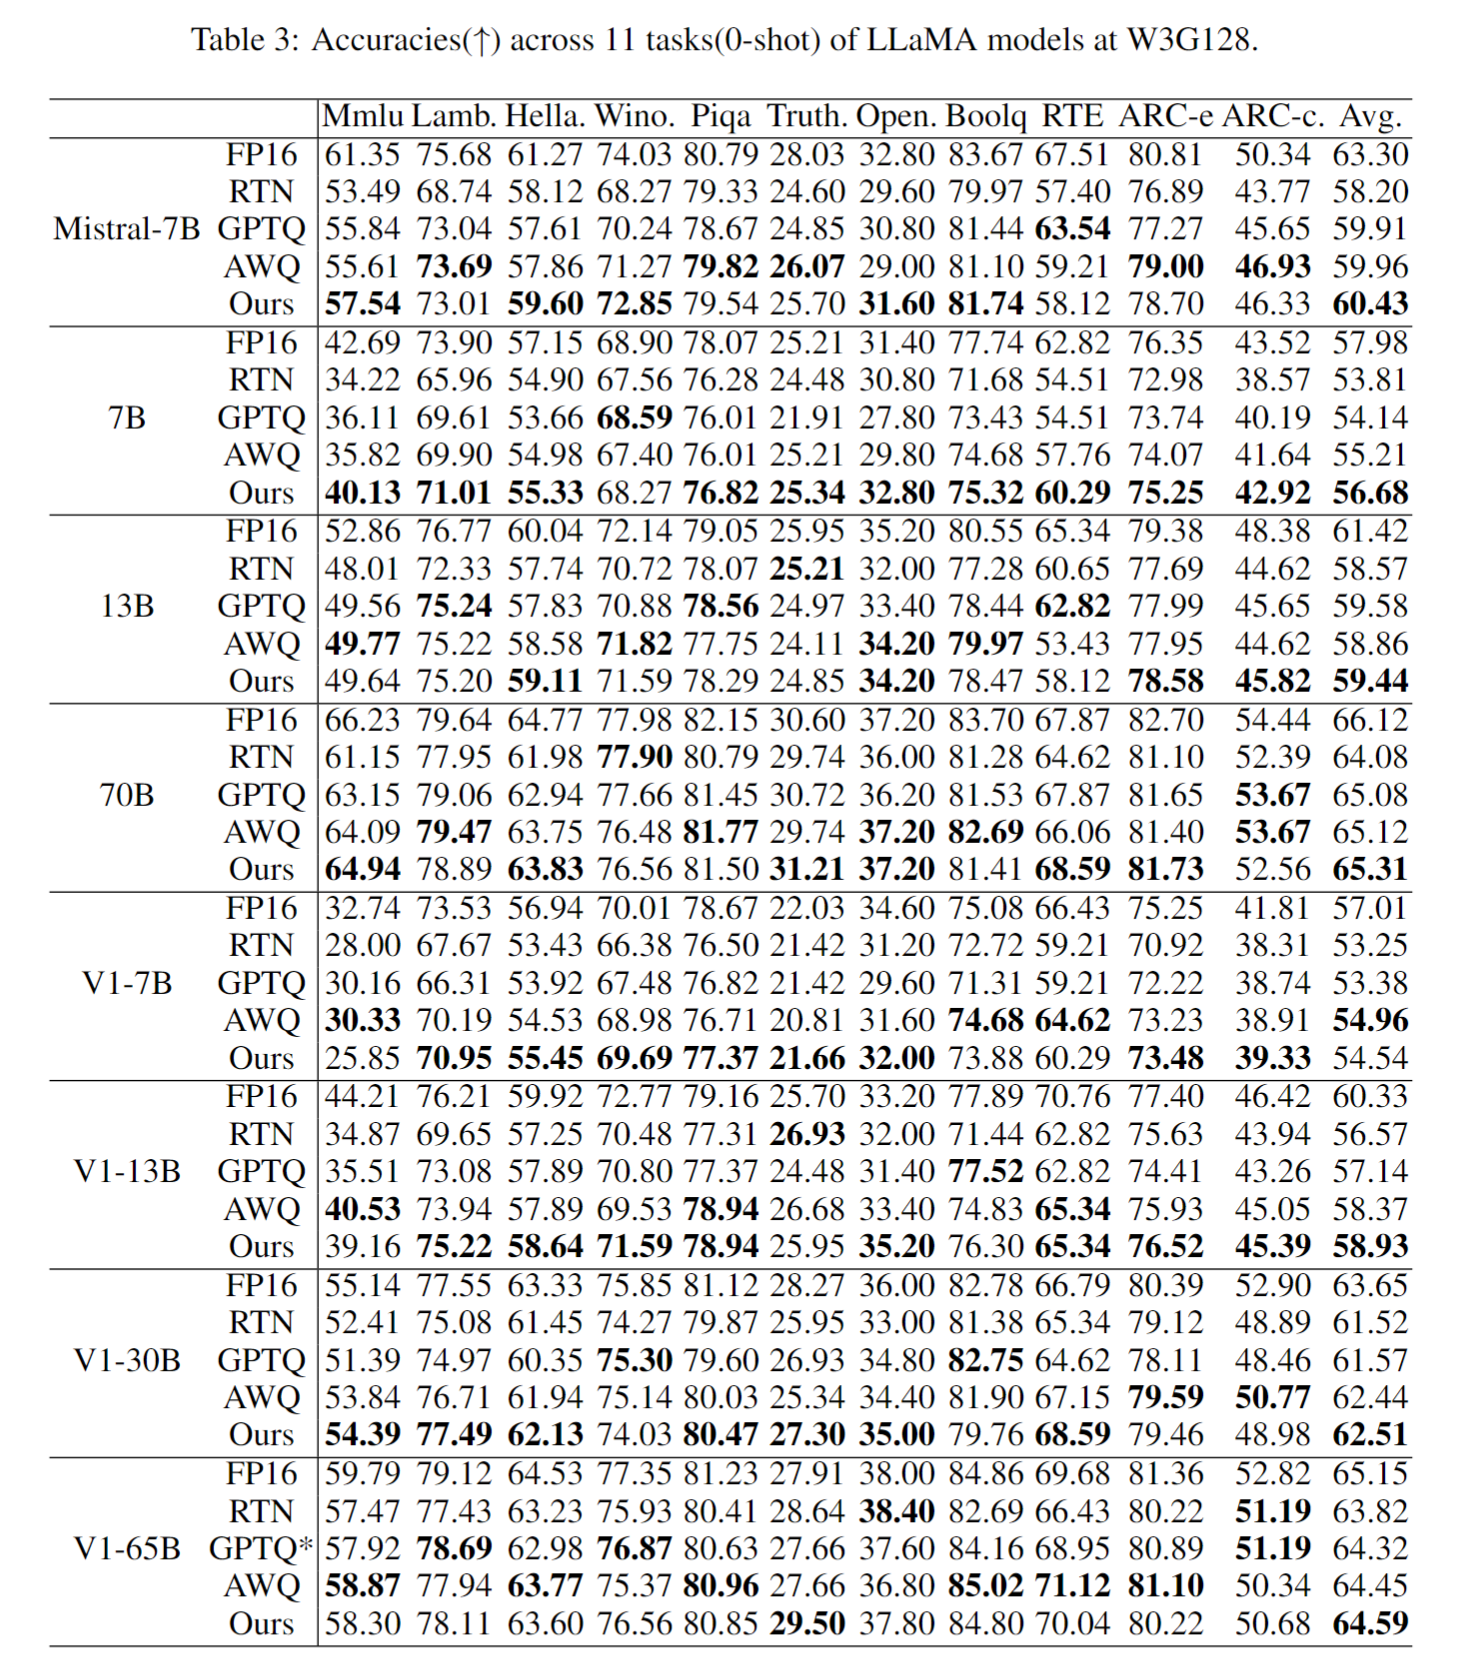 Table 3: Accuracies(↑) across 11 tasks(0-shot) of LLaMA models at W3G128.
Mmlu Lamb. Hella. Wino. Piqa Truth. Open. Boolq RTE ARC-e ARC-c. Avg.
FP16 61.35 75.68 61.27 74.03 80.79 28.03 32.80 83.67 67.51 80.81 50.34 63.30
RTN 53.49 68.74 58.12 68.27 79.33 24.60 29.60 79.97 57.40 76.89 43.77 58.20
Mistral-7B GPTQ 55.84 73.04 57.61 70.24 78.67 24.85 30.80 81.44 63.54 77.27 45.65 59.91
AWQ 55.61 73.69 57.86 71.27 79.82 26.07 29.00 81.10 59.21 79.00 46.93 59.96
Ours 57.54 73.01 59.60 72.85 79.54 25.70 31.60 81.74 58.12 78.70 46.33 60.43
FP16 42.69 73.90 57.15 68.90 78.07 25.21 31.40 77.74 62.82 76.35 43.52 57.98
RTN 34.22 65.96 54.90 67.56 76.28 24.48 30.80 71.68 54.51 72.98 38.57 53.81
7B GPTQ 36.11 69.61 53.66 68.59 76.01 21.91 27.80 73.43 54.51 73.74 40.19 54.14
AWQ 35.82 69.90 54.98 67.40 76.01 25.21 29.80 74.68 57.76 74.07 41.64 55.21
Ours 40.13 71.01 55.33 68.27 76.82 25.34 32.80 75.32 60.29 75.25 42.92 56.68
FP16 52.86 76.77 60.04 72.14 79.05 25.95 35.20 80.55 65.34 79.38 48.38 61.42
RTN 48.01 72.33 57.74 70.72 78.07 25.21 32.00 77.28 60.65 77.69 44.62 58.57
13B GPTQ 49.56 75.24 57.83 70.88 78.56 24.97 33.40 78.44 62.82 77.99 45.65 59.58
AWQ 49.77 75.22 58.58 71.82 77.75 24.11 34.20 79.97 53.43 77.95 44.62 58.86
Ours 49.64 75.20 59.11 71.59 78.29 24.85 34.20 78.47 58.12 78.58 45.82 59.44
FP16 66.23 79.64 64.77 77.98 82.15 30.60 37.20 83.70 67.87 82.70 54.44 66.12
RTN 61.15 77.95 61.98 77.90 80.79 29.74 36.00 81.28 64.62 81.10 52.39 64.08
70B GPTQ 63.15 79.06 62.94 77.66 81.45 30.72 36.20 81.53 67.87 81.65 53.67 65.08
AWQ 64.09 79.47 63.75 76.48 81.77 29.74 37.20 82.69 66.06 81.40 53.67 65.12
Ours 64.94 78.89 63.83 76.56 81.50 31.21 37.20 81.41 68.59 81.73 52.56 65.31
FP16 32.74 73.53 56.94 70.01 78.67 22.03 34.60 75.08 66.43 75.25 41.81 57.01
RTN 28.00 67.67 53.43 66.38 76.50 21.42 31.20 72.72 59.21 70.92 38.31 53.25
V1-7B GPTQ 30.16 66.31 53.92 67.48 76.82 21.42 29.60 71.31 59.21 72.22 38.74 53.38
AWQ 30.33 70.19 54.53 68.98 76.71 20.81 31.60 74.68 64.62 73.23 38.91 54.96
Ours 25.85 70.95 55.45 69.69 77.37 21.66 32.00 73.88 60.29 73.48 39.33 54.54
FP16 44.21 76.21 59.92 72.77 79.16 25.70 33.20 77.89 70.76 77.40 46.42 60.33
RTN 34.87 69.65 57.25 70.48 77.31 26.93 32.00 71.44 62.82 75.63 43.94 56.57
V1-13B GPTQ 35.51 73.08 57.89 70.80 77.37 24.48 31.40 77.52 62.82 74.41 43.26 57.14
AWQ 40.53 73.94 57.89 69.53 78.94 26.68 33.40 74.83 65.34 75.93 45.05 58.37
Ours 39.16 75.22 58.64 71.59 78.94 25.95 35.20 76.30 65.34 76.52 45.39 58.93
FP16 55.14 77.55 63.33 75.85 81.12 28.27 36.00 82.78 66.79 80.39 52.90 63.65
RTN 52.41 75.08 61.45 74.27 79.87 25.95 33.00 81.38 65.34 79.12 48.89 61.52
V1-30B GPTQ 51.39 74.97 60.35 75.30 79.60 26.93 34.80 82.75 64.62 78.11 48.46 61.57
AWQ 53.84 76.71 61.94 75.14 80.03 25.34 34.40 81.90 67.15 79.59 50.77 62.44
Ours 54.39 77.49 62.13 74.03 80.47 27.30 35.00 79.76 68.59 79.46 48.98 62.51
FP16 59.79 79.12 64.53 77.35 81.23 27.91 38.00 84.86 69.68 81.36 52.82 65.15
RTN 57.47 77.43 63.23 75.93 80.41 28.64 38.40 82.69 66.43 80.22 51.19 63.82
V1-65B GPTQ* 57.92 78.69 62.98 76.87 80.63 27.66 37.60 84.16 68.95 80.89 51.19 64.32
AWQ 58.87 77.94 63.77 75.37 80.96 27.66 36.80 85.02 71.12 81.10 50.34 64.45
Ours 58.30 78.11 63.60 76.56 80.85 29.50 37.80 84.80 70.04 80.22 50.68 64.59